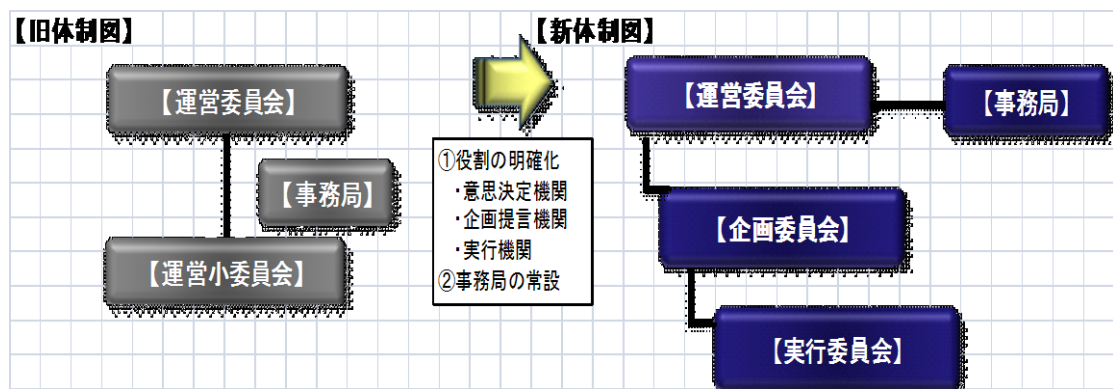 【旧体制図】
【運営委員会】
【事務局】
【運営小委員会】
①役割の明確化
・意思決定機関
・企画提言機関
・実行機関
②事務局の常設
【新体制図】
【運営委員会】
【事務局】
【企画委員会】
【実行委員会】